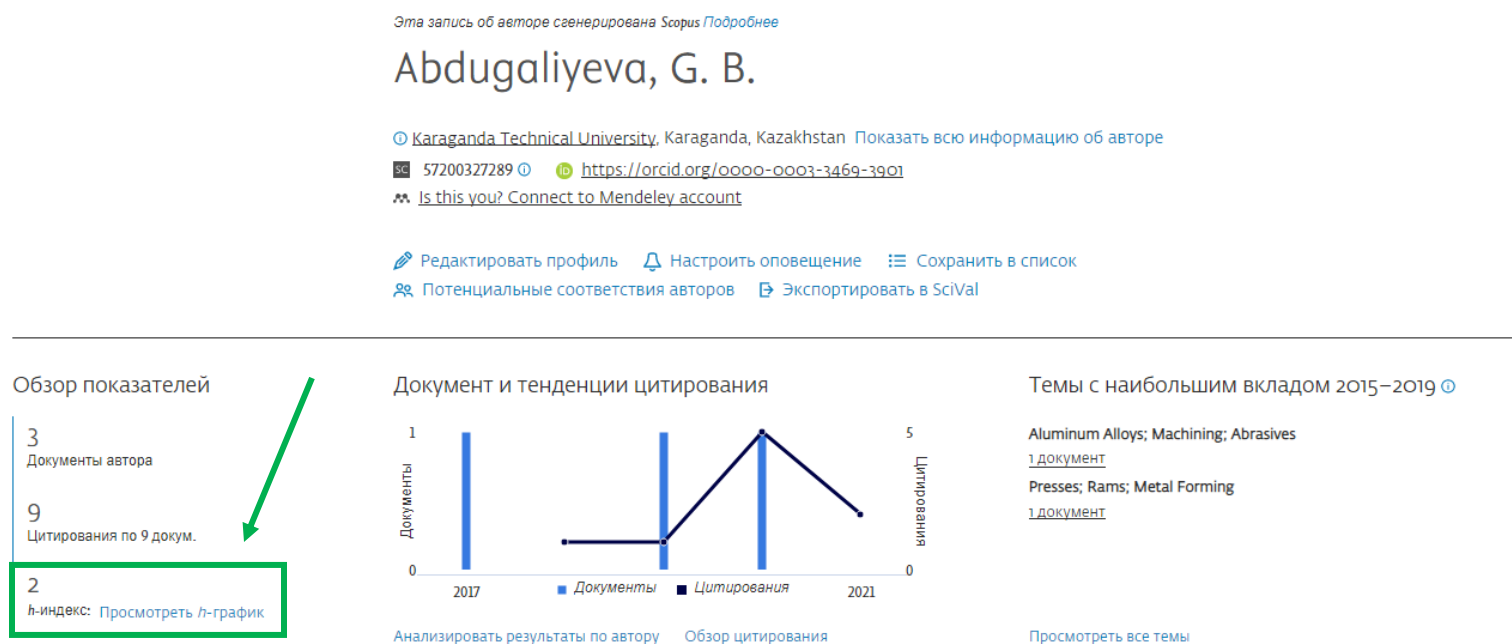 Эта запись об авторе сгенерирована Scopus Подробнее
Abdugaliyeva, G. B.
Karaganda Technical University, Karaganda, Kazakhstan Показать всю информацию об авторе
SC 57200327289 iD https://orcid.org/0000-0003-3469-3901
Is this you? Connect to Mendeley account
Редактировать профиль Настроить оповещение Сохранить в список
Потенциальные соответствия авторов Экспортировать в SciVal
Обзор показателей
3
Документы автора
9
Цитирования по 9 докум.
2
h-индекс: Просмотреть h-график
Документ и тенденции цитирования
1
5
Документы
Цитирования
0
0
2017
2021
Документы Цитирования
Анализировать результаты по автору Обзор цитирования
Темы с наибольшим вкладом 2015–2019
Aluminum Alloys; Machining; Abrasives
1 документ
Presses; Rams; Metal Forming
1 документ
Просмотреть все темы